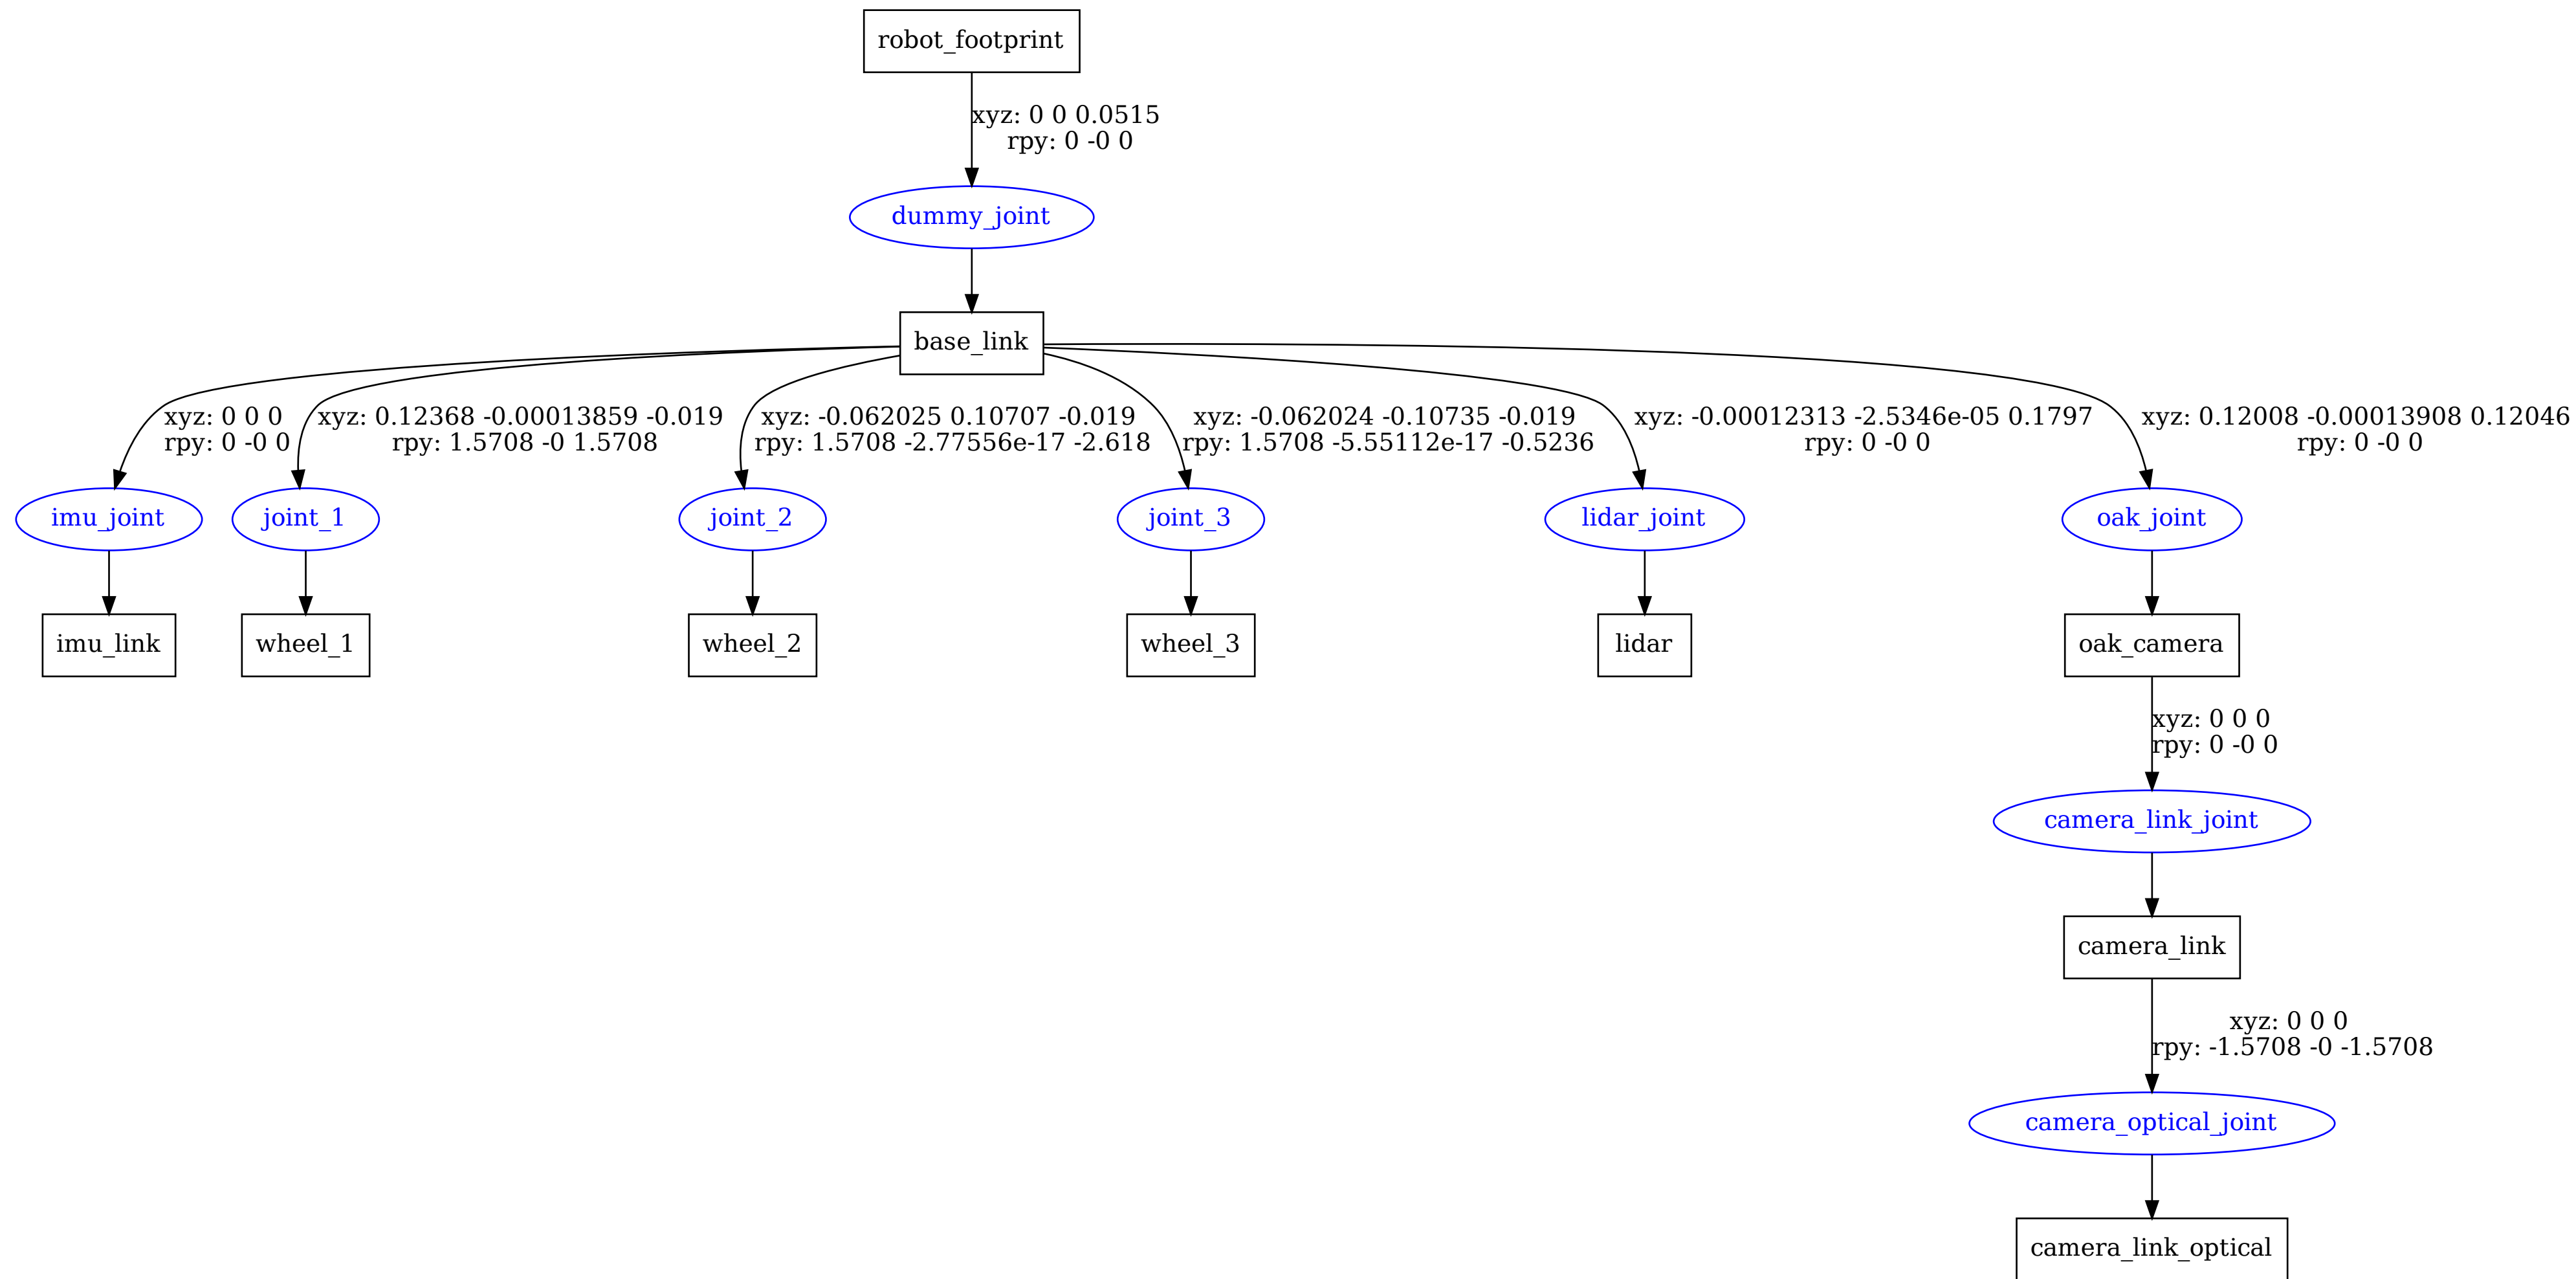 robot_footprint
xyz: 0 0 0.0515
rpy: 0 -0 0
dummy_joint
base_link
xyz: 0 0 0
rpy: 0 -0 0
xyz: 0.12368 -0.00013859 -0.019
rpy: 1.5708 -0 1.5708
xyz: -0.062025 0.10707 -0.019
rpy: 1.5708 -2.77556e-17 -2.618
xyz: -0.062024 -0.10735 -0.019
rpy: 1.5708 -5.55112e-17 -0.5236
xyz: -0.00012313 -2.5346e-05 0.1797
rpy: 0 -0 0
xyz: 0.12008 -0.00013908 0.12046
rpy: 0 -0 0
imu_joint
joint_1
joint_2
joint_3
lidar_joint
oak_joint
imu_link
wheel_1
wheel_2
wheel_3
lidar
oak_camera
xyz: 0 0 0
rpy: 0 -0 0
camera_link_joint
camera_link
xyz: 0 0 0
rpy: -1.5708 -0 -1.5708
camera_optical_joint
camera_link_optical